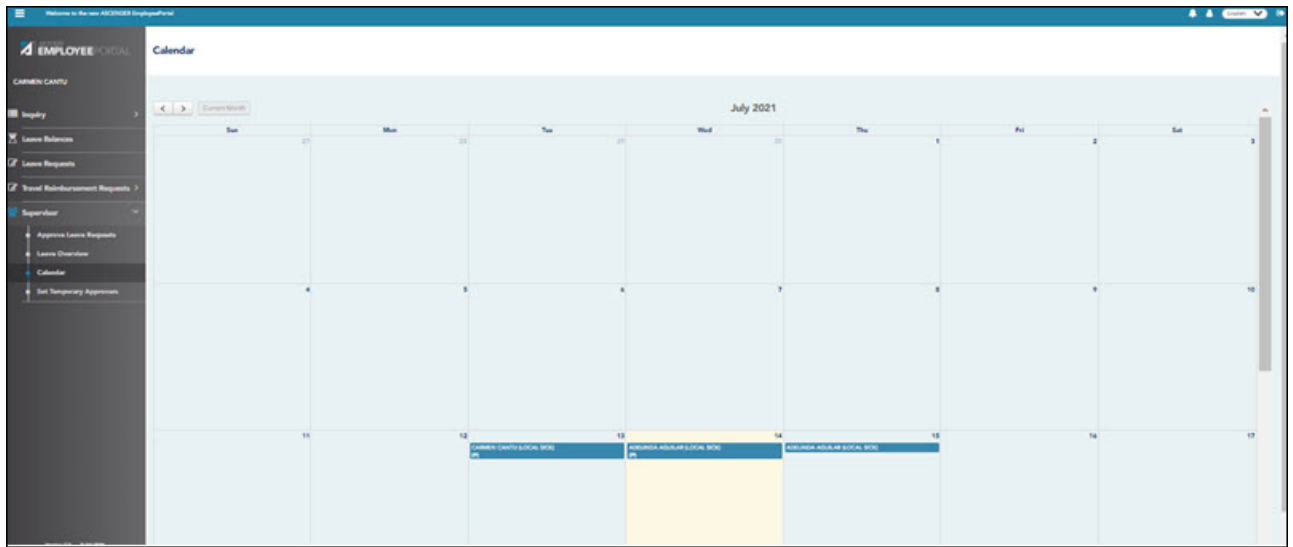 Welcome to the new ASCENDER EmployeePortal
English
EMPLOYEEPORTAL
Calendar
CARMEN CANTU
Inquiry
Leave Balances
Leave Requests
Travel Reimbursement Requests
Supervisor
Approve Leave Requests
Leave Overview
Calendar
Set Temporary Approvers
Current Month
July 2021
Sun Mon Tue Wed Thu Fri Sat
27 28 29 30 1 2 3
4 5 6 7 8 9 10
11 12 13 14 15 16 17
CARMEN CANTU (LOCAL SICK) ADELINDA AGUILAR (LOCAL SICK) ADELINDA AGUILAR (LOCAL SICK)
(P) (P)